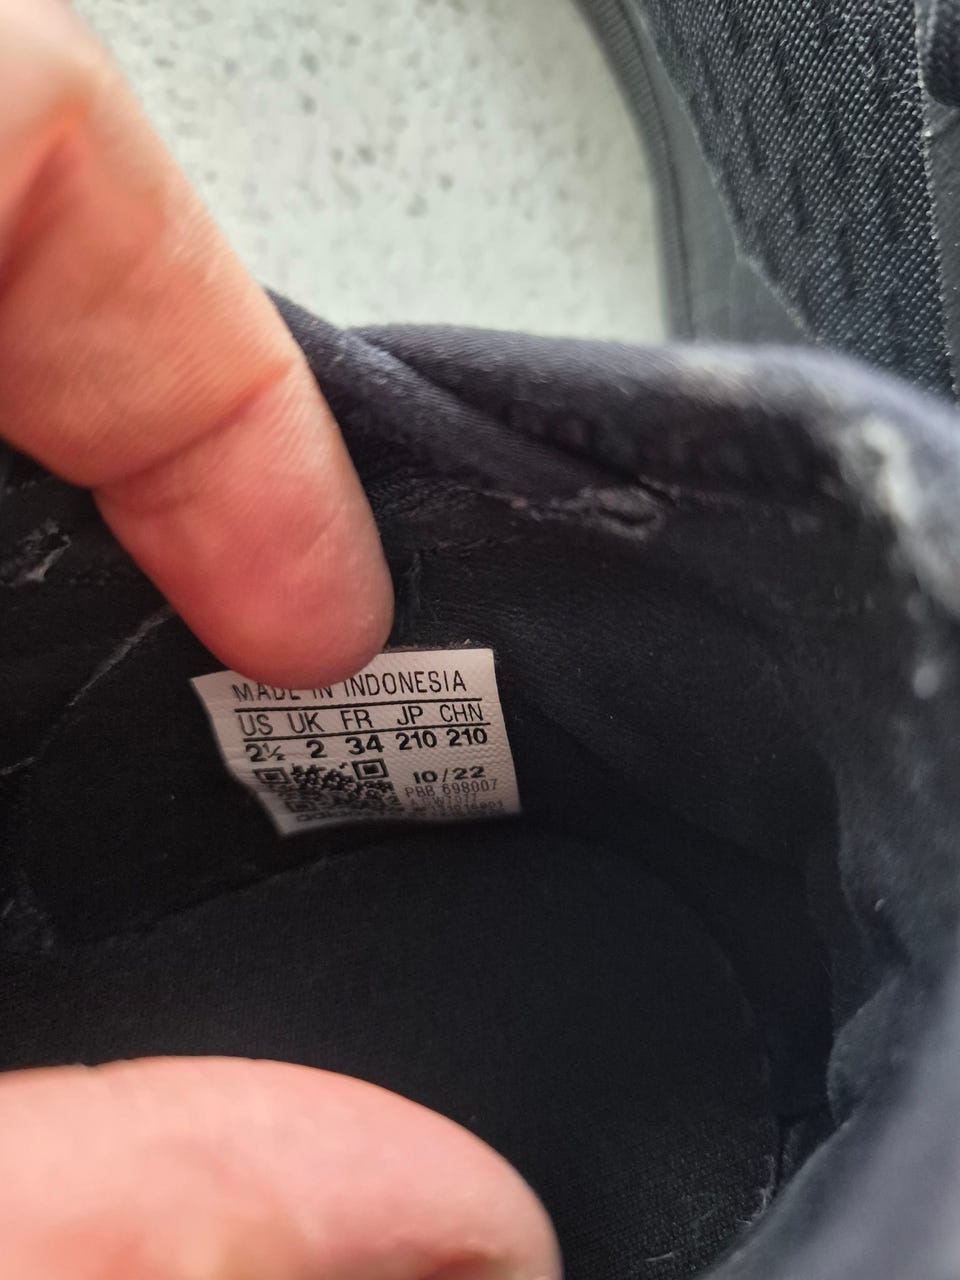 MADE IN INDONESIA
US UK FR JP CHN
2½ 2 34 210 210
10/22
PBB 698007